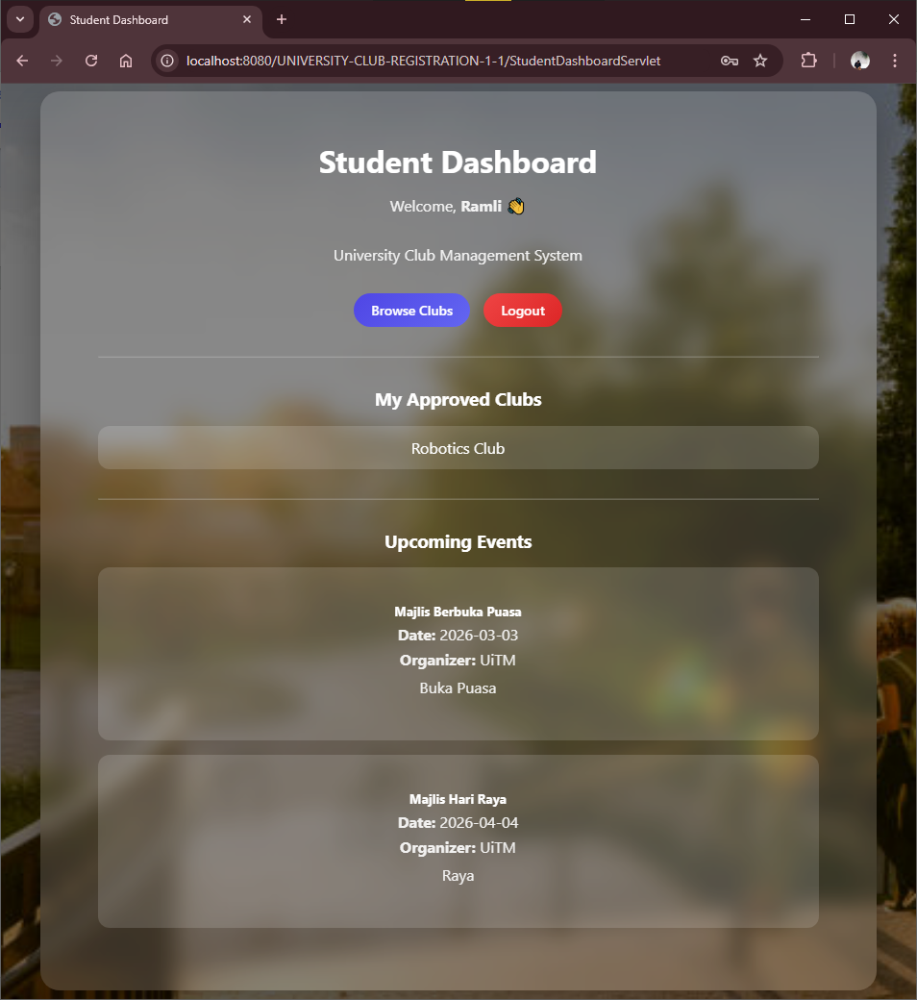 Student Dashboard
localhost:8080/UNIVERSITY-CLUB-REGISTRATION-1-1/StudentDashboardServlet
Student Dashboard
Welcome, Ramli 👋
University Club Management System
Browse Clubs Logout
My Approved Clubs
Robotics Club
Upcoming Events
Majlis Berbuka Puasa
Date: 2026-03-03
Organizer: UiTM
Buka Puasa
Majlis Hari Raya
Date: 2026-04-04
Organizer: UiTM
Raya